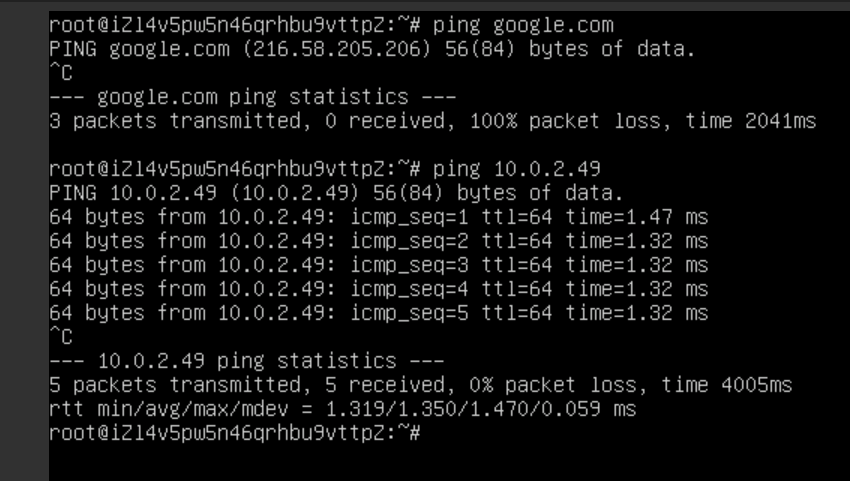 root@iZl4v5pw5n46qrhbu9vttpZ:~# ping google.com
PING google.com (216.58.205.206) 56(84) bytes of data.
^C
--- google.com ping statistics ---
3 packets transmitted, 0 received, 100% packet loss, time 2041ms
root@iZl4v5pw5n46qrhbu9vttpZ:~# ping 10.0.2.49
PING 10.0.2.49 (10.0.2.49) 56(84) bytes of data.
64 bytes from 10.0.2.49: icmp_seq=1 ttl=64 time=1.47 ms
64 bytes from 10.0.2.49: icmp_seq=2 ttl=64 time=1.32 ms
64 bytes from 10.0.2.49: icmp_seq=3 ttl=64 time=1.32 ms
64 bytes from 10.0.2.49: icmp_seq=4 ttl=64 time=1.32 ms
64 bytes from 10.0.2.49: icmp_seq=5 ttl=64 time=1.32 ms
^C
--- 10.0.2.49 ping statistics ---
5 packets transmitted, 5 received, 0% packet loss, time 4005ms
rtt min/avg/max/mdev = 1.319/1.350/1.470/0.059 ms
root@iZl4v5pw5n46qrhbu9vttpZ:~#